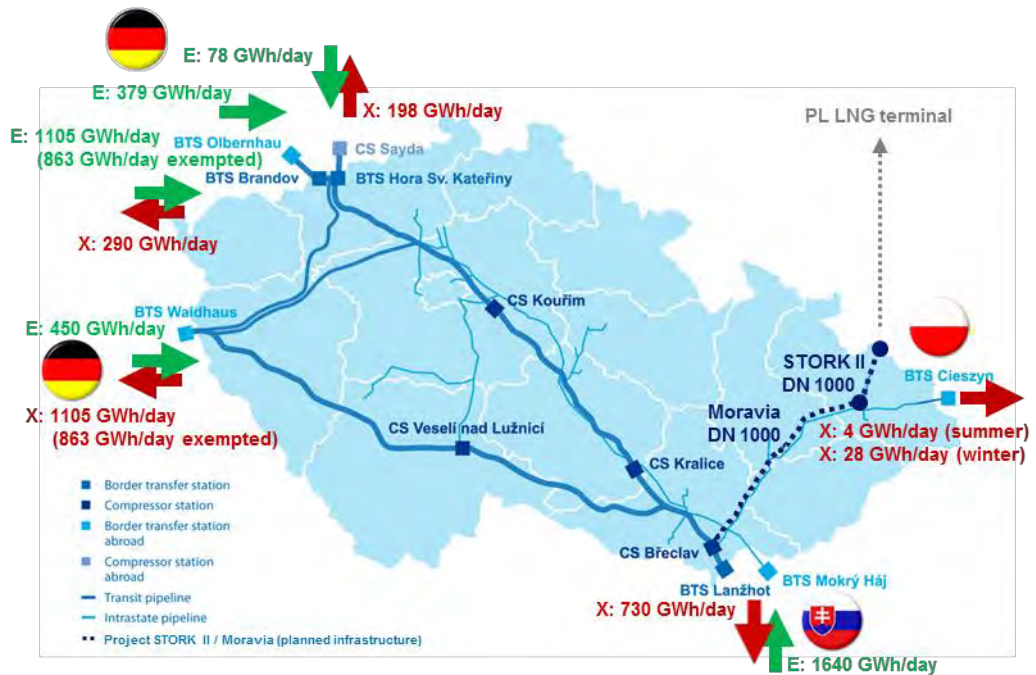 E: 78 GWh/day
E: 379 GWh/day
X: 198 GWh/day
PL LNG terminal
E: 1105 GWh/day
(863 GWh/day exempted)
BTS Olbernhau
CS Sayda
BTS Brandov
BTS Hora Sv. Kateřiny
X: 290 GWh/day
CS Kouřim
BTS Waidhaus
E: 450 GWh/day
STORK II
DN 1000
BTS Cieszyn
Moravia
DN 1000
X: 1105 GWh/day
(863 GWh/day exempted)
X: 4 GWh/day (summer)
X: 28 GWh/day (winter)
CS Veselí nad Lužnicí
CS Kralice
Border transfer station
Compressor station
Border transfer station
abroad
Compressor station
abroad
Transit pipeline
Intrastate pipeline
Project STORK II / Moravia (planned infrastructure)
CS Břeclav
BTS Lanžhot
BTS Mokrý Háj
X: 730 GWh/day
E: 1640 GWh/day